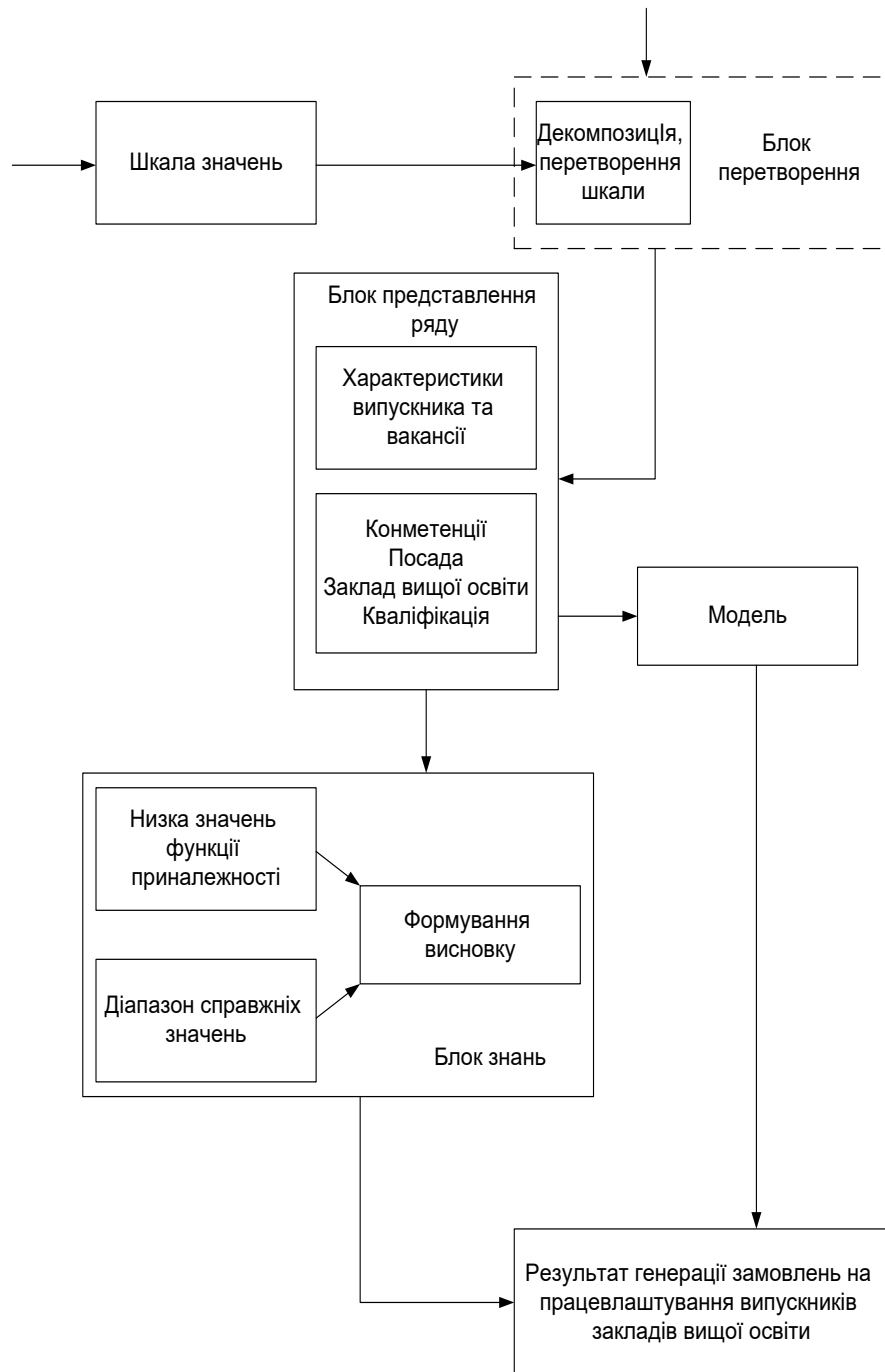 Шкала значень
ДекомпозицІя,
перетворення
шкали
Блок
перетворення
Блок представлення
ряду
Характеристики
випускника та
вакансії
Конметенції
Посада
Заклад вищої освіти
Кваліфікація
Модель
Низка значень
функції
приналежності
Формування
висновку
Діапазон справжніх
значень
Блок знань
Результат генерації замовлень на
працевлаштування випускників
закладів вищої освіти